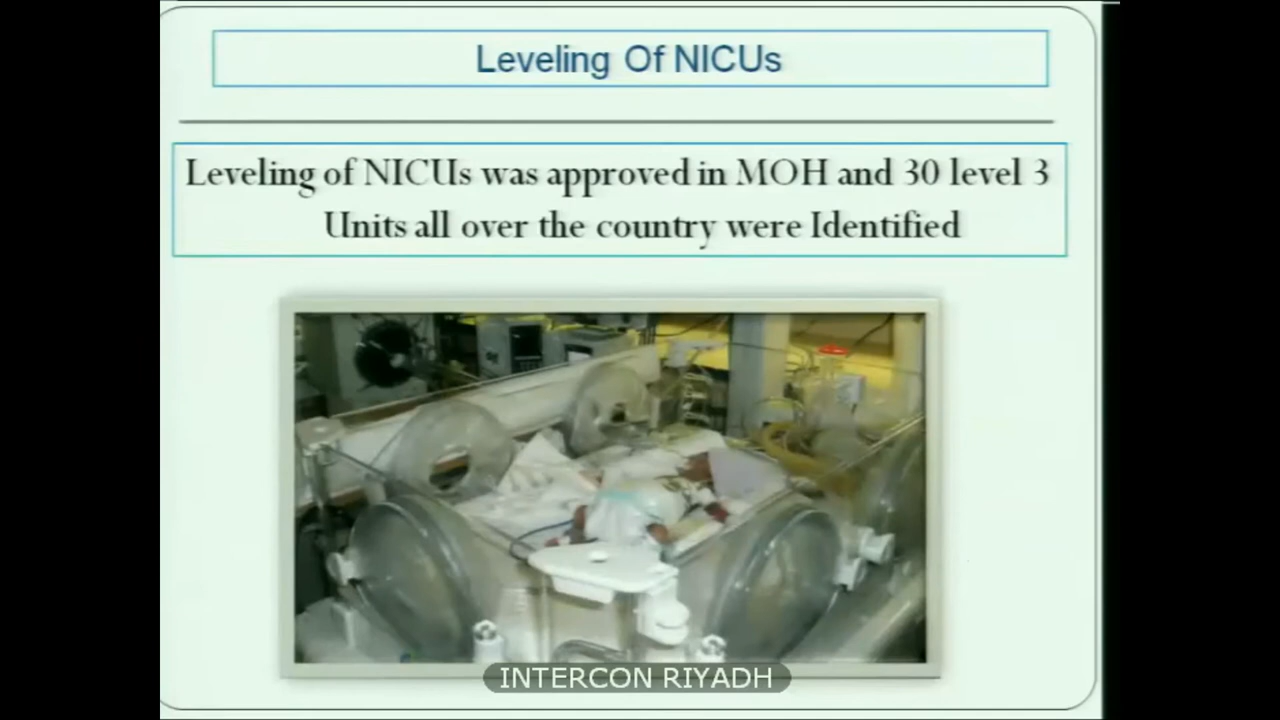 Leveling Of NICUs
Leveling of NICUs was approved in MOH and 30 level 3
Units all over the country were Identified
INTERCON RIYADH